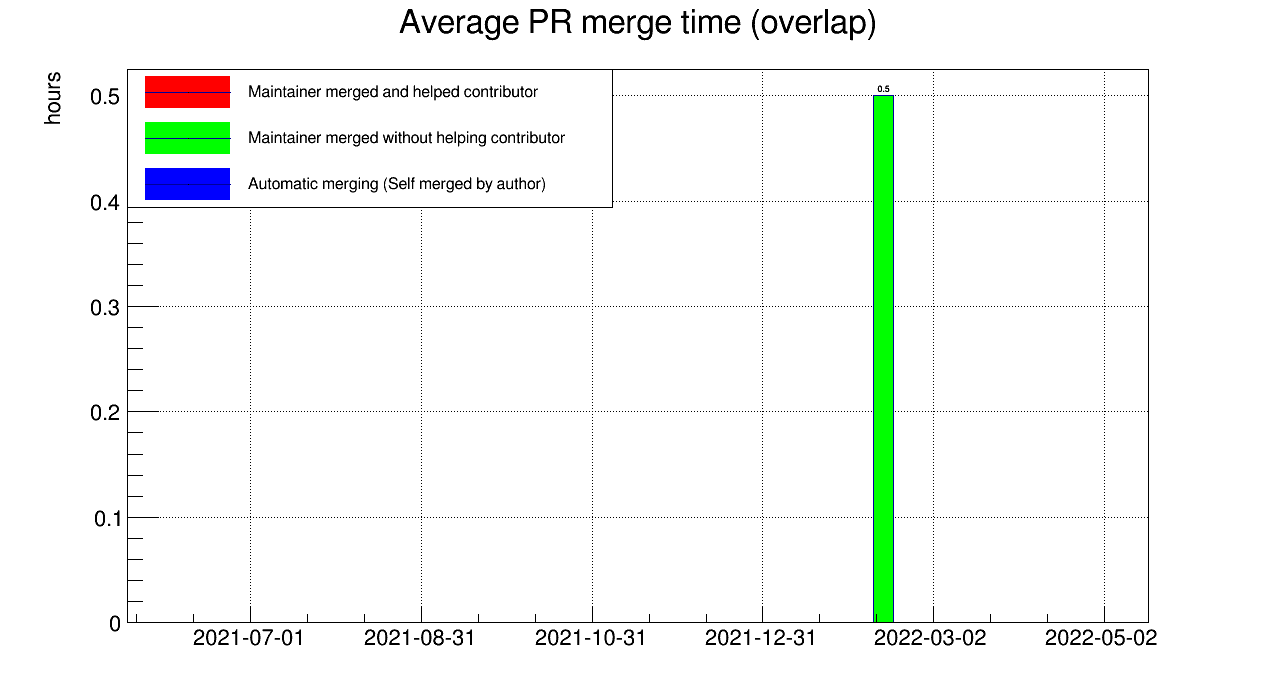 Average PR merge time (overlap)
hours
Maintainer merged and helped contributor
Maintainer merged without helping contributor
Automatic merging (Self merged by author)
0.5
0.5
0.4
0.3
0.2
0.1
0
2021-07-01 2021-08-31 2021-10-31 2021-12-31 2022-03-02 2022-05-02